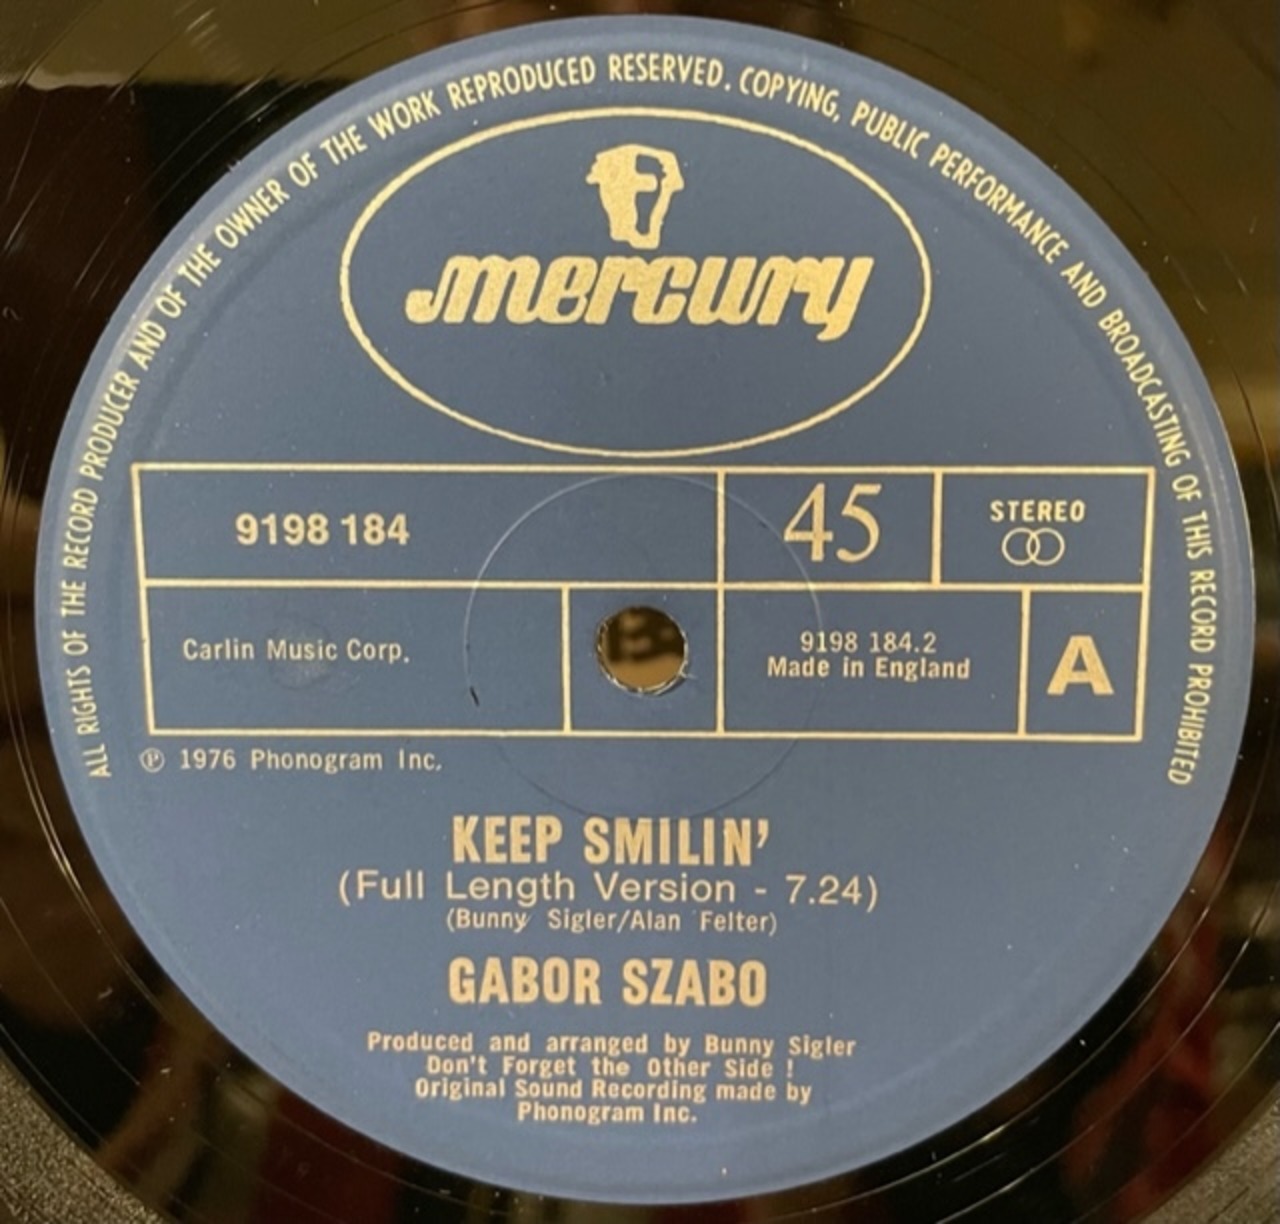 ALL RIGHTS OF THE RECORD PRODUCER AND OF THE OWNER OF THE WORK REPRODUCED RESERVED. COPYING, PUBLIC PERFORMANCE AND BROADCASTING OF THIS RECORD PROHIBITED
mercury
9198 184
45
STEREO
Carlin Music Corp.
9198 184.2
Made in England
A
℗ 1976 Phonogram Inc.
KEEP SMILIN'
(Full Length Version - 7.24)
(Bunny Sigler/Alan Felter)
GABOR SZABO
Produced and arranged by Bunny Sigler
Don't Forget the Other Side !
Original Sound Recording made by
Phonogram Inc.